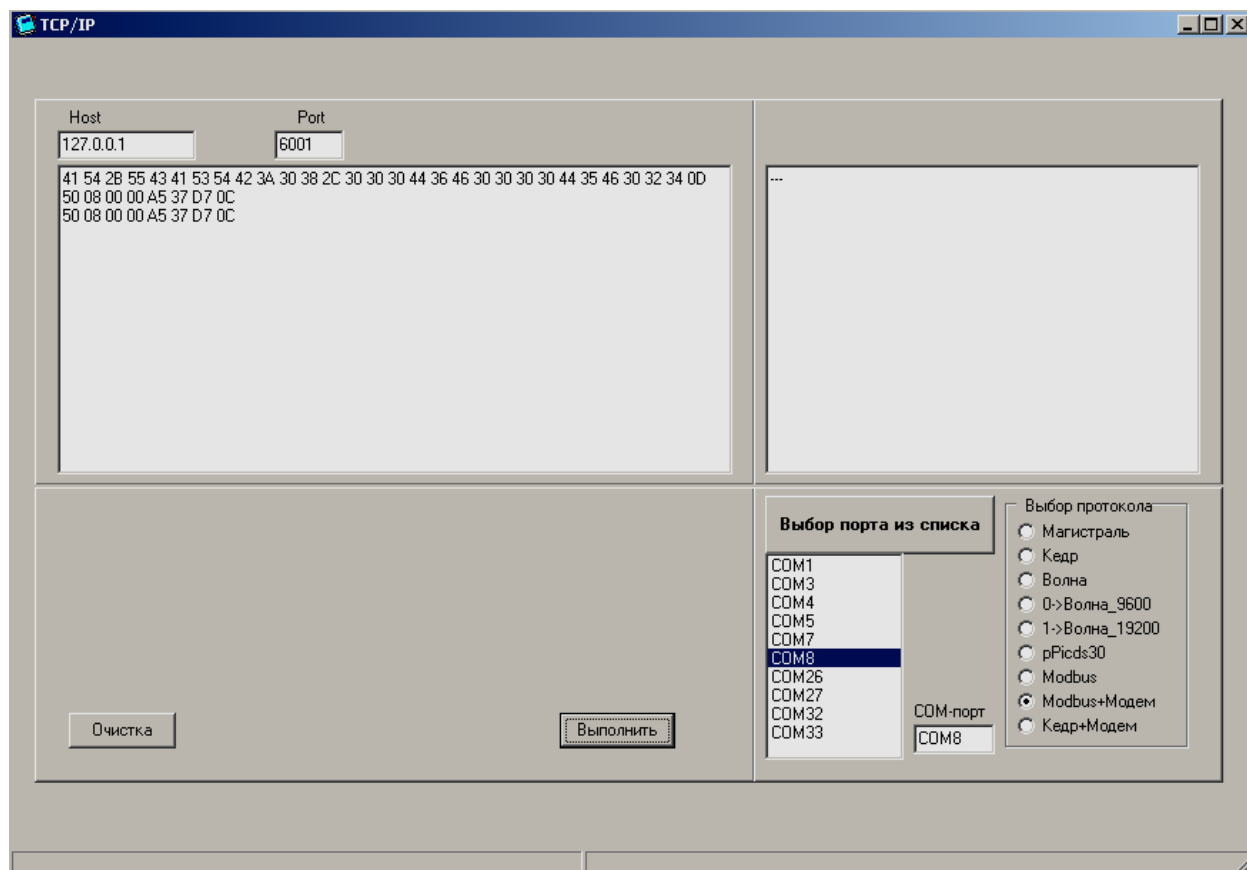 TCP/IP
Host
Port
127.0.0.1
6001
41 54 2B 55 43 41 53 54 42 3A 30 38 2C 30 30 30 44 36 46 30 30 30 30 44 35 46 30 32 34 0D
50 08 00 00 A5 37 D7 0C
50 08 00 00 A5 37 D7 0C
---
Очистка
Выполнить
Выбор порта из списка
COM1
COM3
COM4
COM5
COM7
COM8
COM26
COM27
COM32
COM33
COM-порт
COM8
Выбор протокола
Магистраль
Кедр
Волна
0->Волна_9600
1->Волна_19200
pPicds30
Modbus
Modbus+Модем
Кедр+Модем